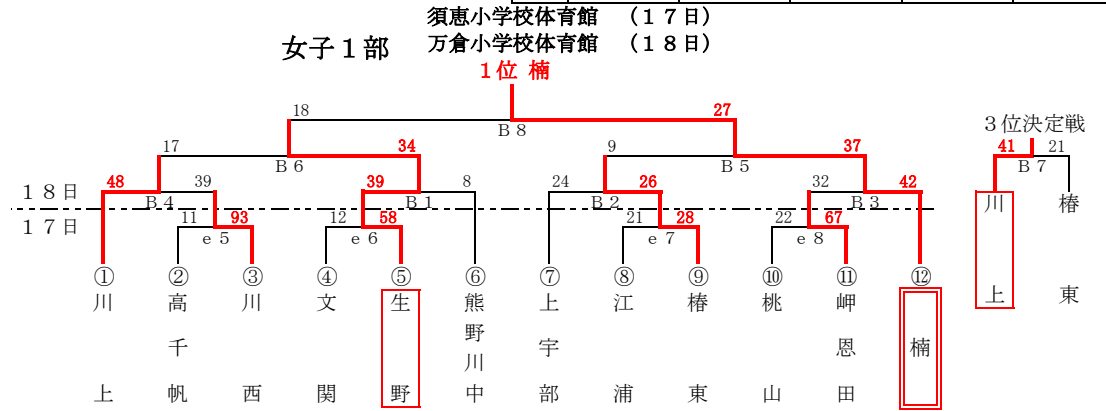 須恵小学校体育館　（１７日）
女子１部　万倉小学校体育館　（１８日）
１位 楠
18 27
B８
３位決定戦
17 34 9 37 41 21
B６ B５ B７
48 39 39 8 24 26 32 42
１８日 B４ B１ B２ B３
１７日 11 93 12 58 21 28 22 67
e５ e６ e７ e８
① ② ③ ④ ⑤ ⑥ ⑦ ⑧ ⑨ ⑩ ⑪ ⑫
川上
高千帆
川西
文関
生野
熊野川中
上宇部
江浦
椿東
桃山
岬恩田
楠
川上
椿東